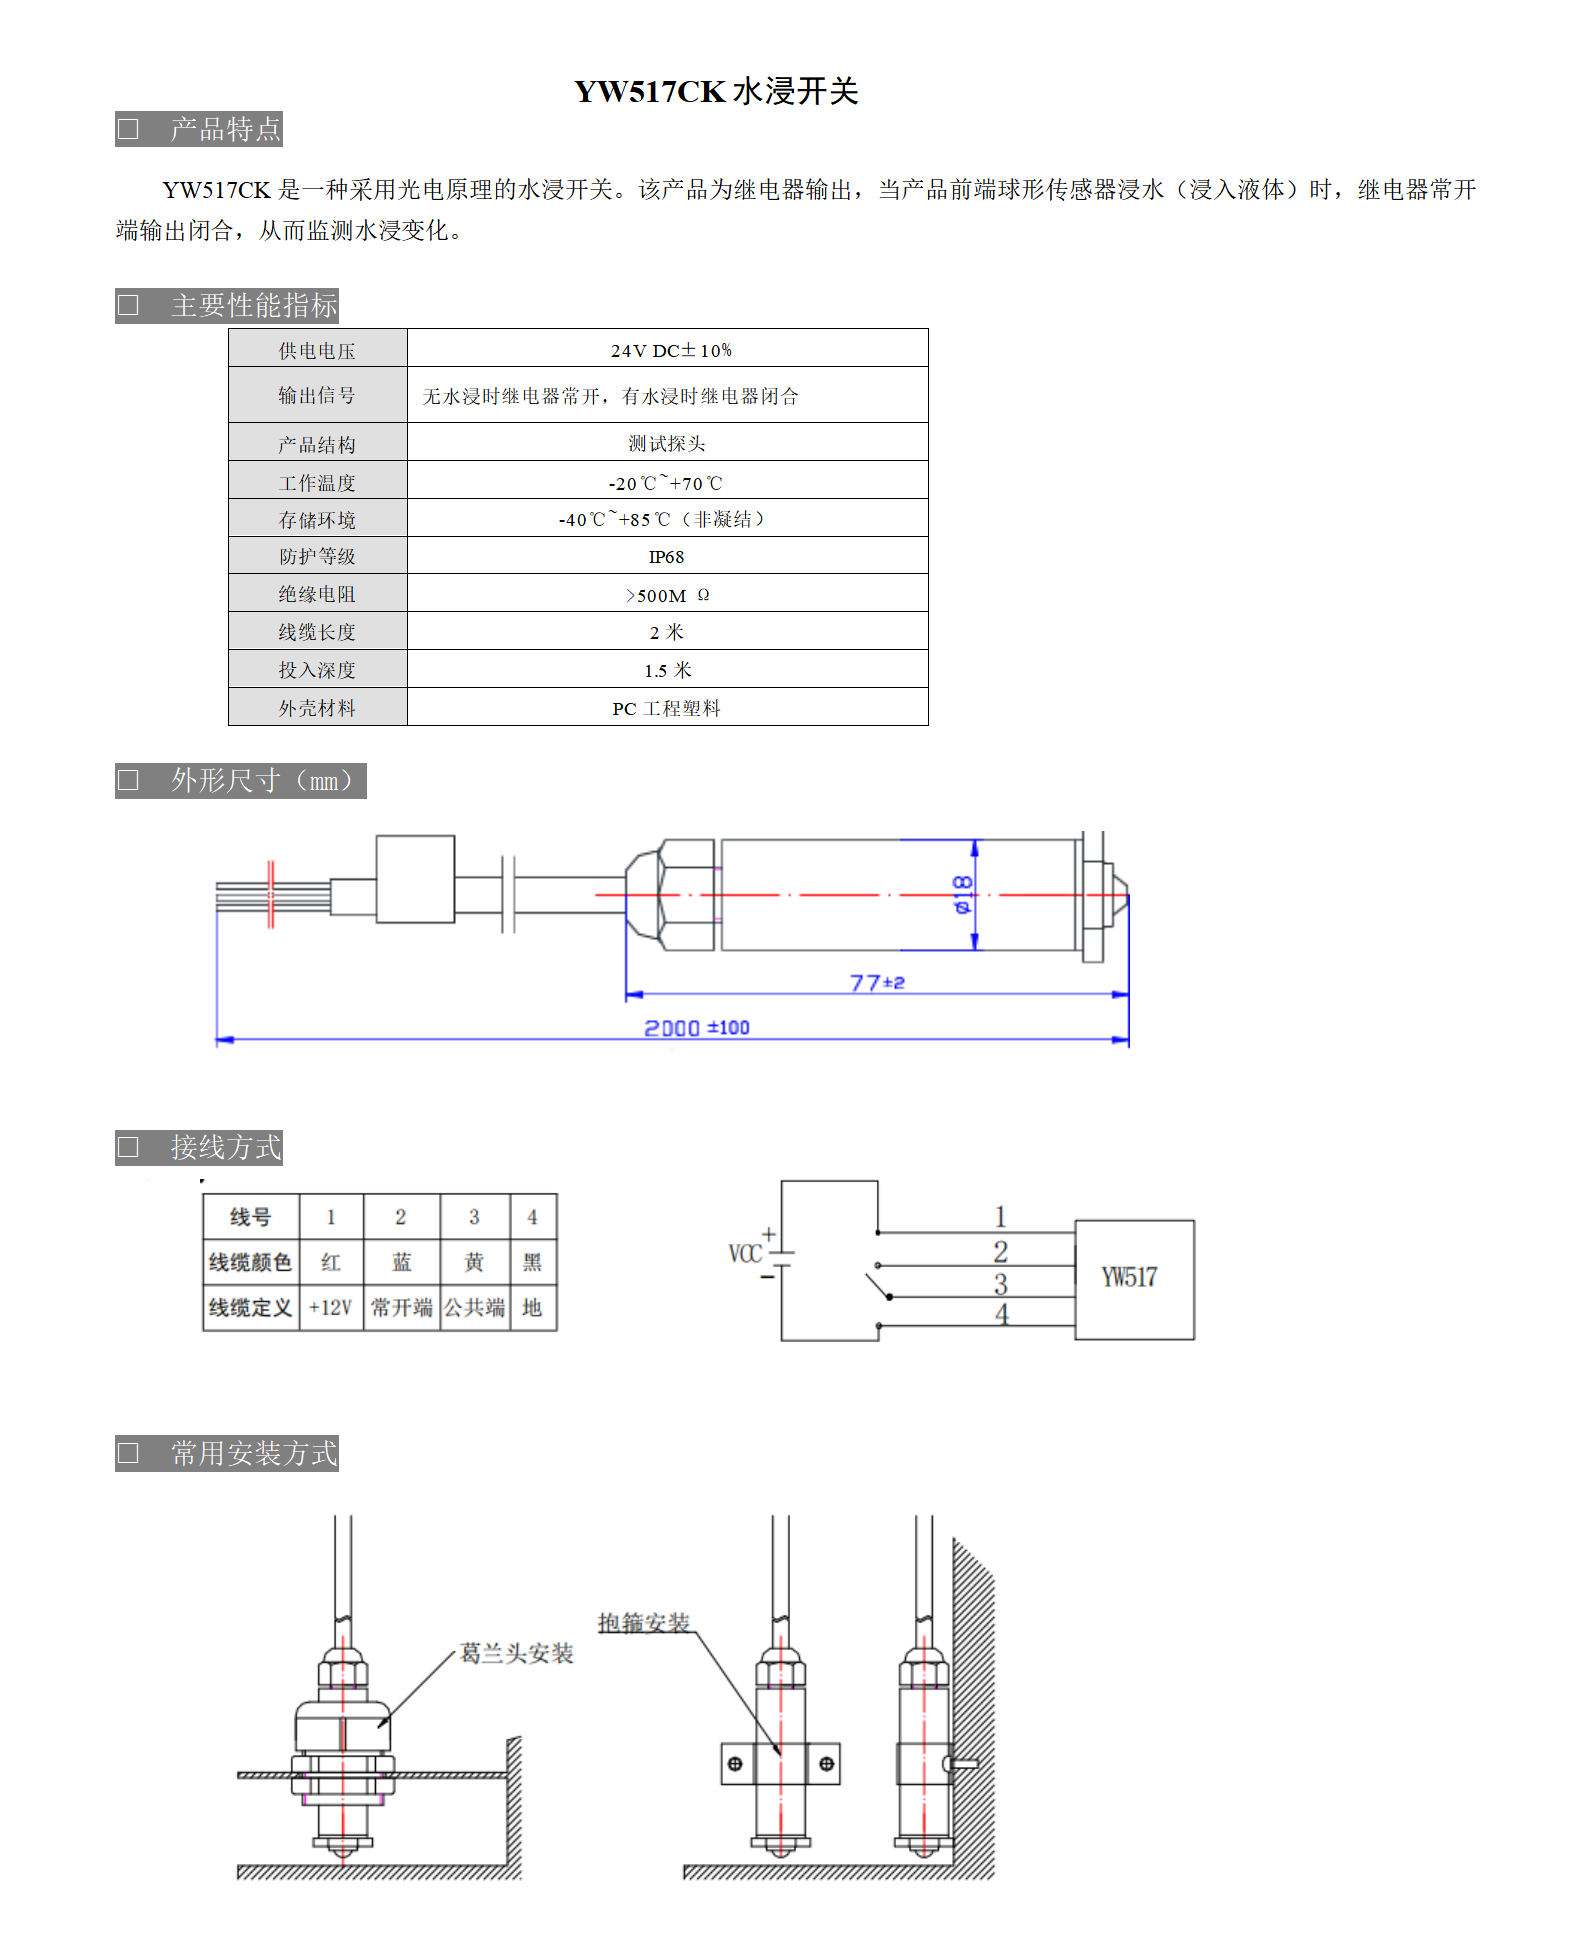 YW517CK 水浸开关
□ 产品特点
YW517CK 是一种采用光电原理的水浸开关。该产品为继电器输出，当产品前端球形传感器浸水（浸入液体）时，继电器常开
端输出闭合，从而监测水浸变化。
□ 主要性能指标
供电电压 24V DC±10%
输出信号 无水浸时继电器常开，有水浸时继电器闭合
产品结构 测试探头
工作温度 -20℃~+70℃
存储环境 -40℃~+85℃（非凝结）
防护等级 IP68
绝缘电阻 >500M Ω
线缆长度 2 米
投入深度 1.5 米
外壳材料 PC 工程塑料
□ 外形尺寸（mm）
ø18
77±2
2000 ±100
□ 接线方式
线号 1 2 3 4
线缆颜色 红 蓝 黄 黑
线缆定义 +12V 常开端 公共端 地
+
VCC
−
1
2
3
4
YW517
□ 常用安装方式
抱箍安装
葛兰头安装